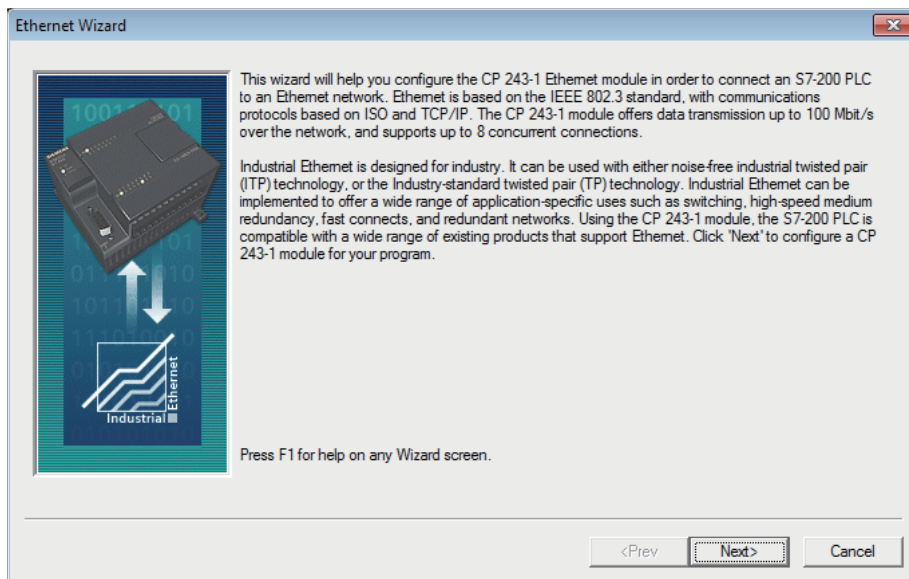 Ethernet Wizard
This wizard will help you configure the CP 243-1 Ethernet module in order to connect an S7-200 PLC
to an Ethernet network. Ethernet is based on the IEEE 802.3 standard, with communications
protocols based on ISO and TCP/IP. The CP 243-1 module offers data transmission up to 100 Mbit/s
over the network, and supports up to 8 concurrent connections.
Industrial Ethernet is designed for industry. It can be used with either noise-free industrial twisted pair
(ITP) technology, or the Industry-standard twisted pair (TP) technology. Industrial Ethernet can be
implemented to offer a wide range of application-specific uses such as switching, high-speed medium
redundancy, fast connects, and redundant networks. Using the CP 243-1 module, the S7-200 PLC is
compatible with a wide range of existing products that support Ethernet. Click 'Next' to configure a CP
243-1 module for your program.
SIEMENS
Industrial
Ethernet
Press F1 for help on any Wizard screen.
<Prev
Next>
Cancel